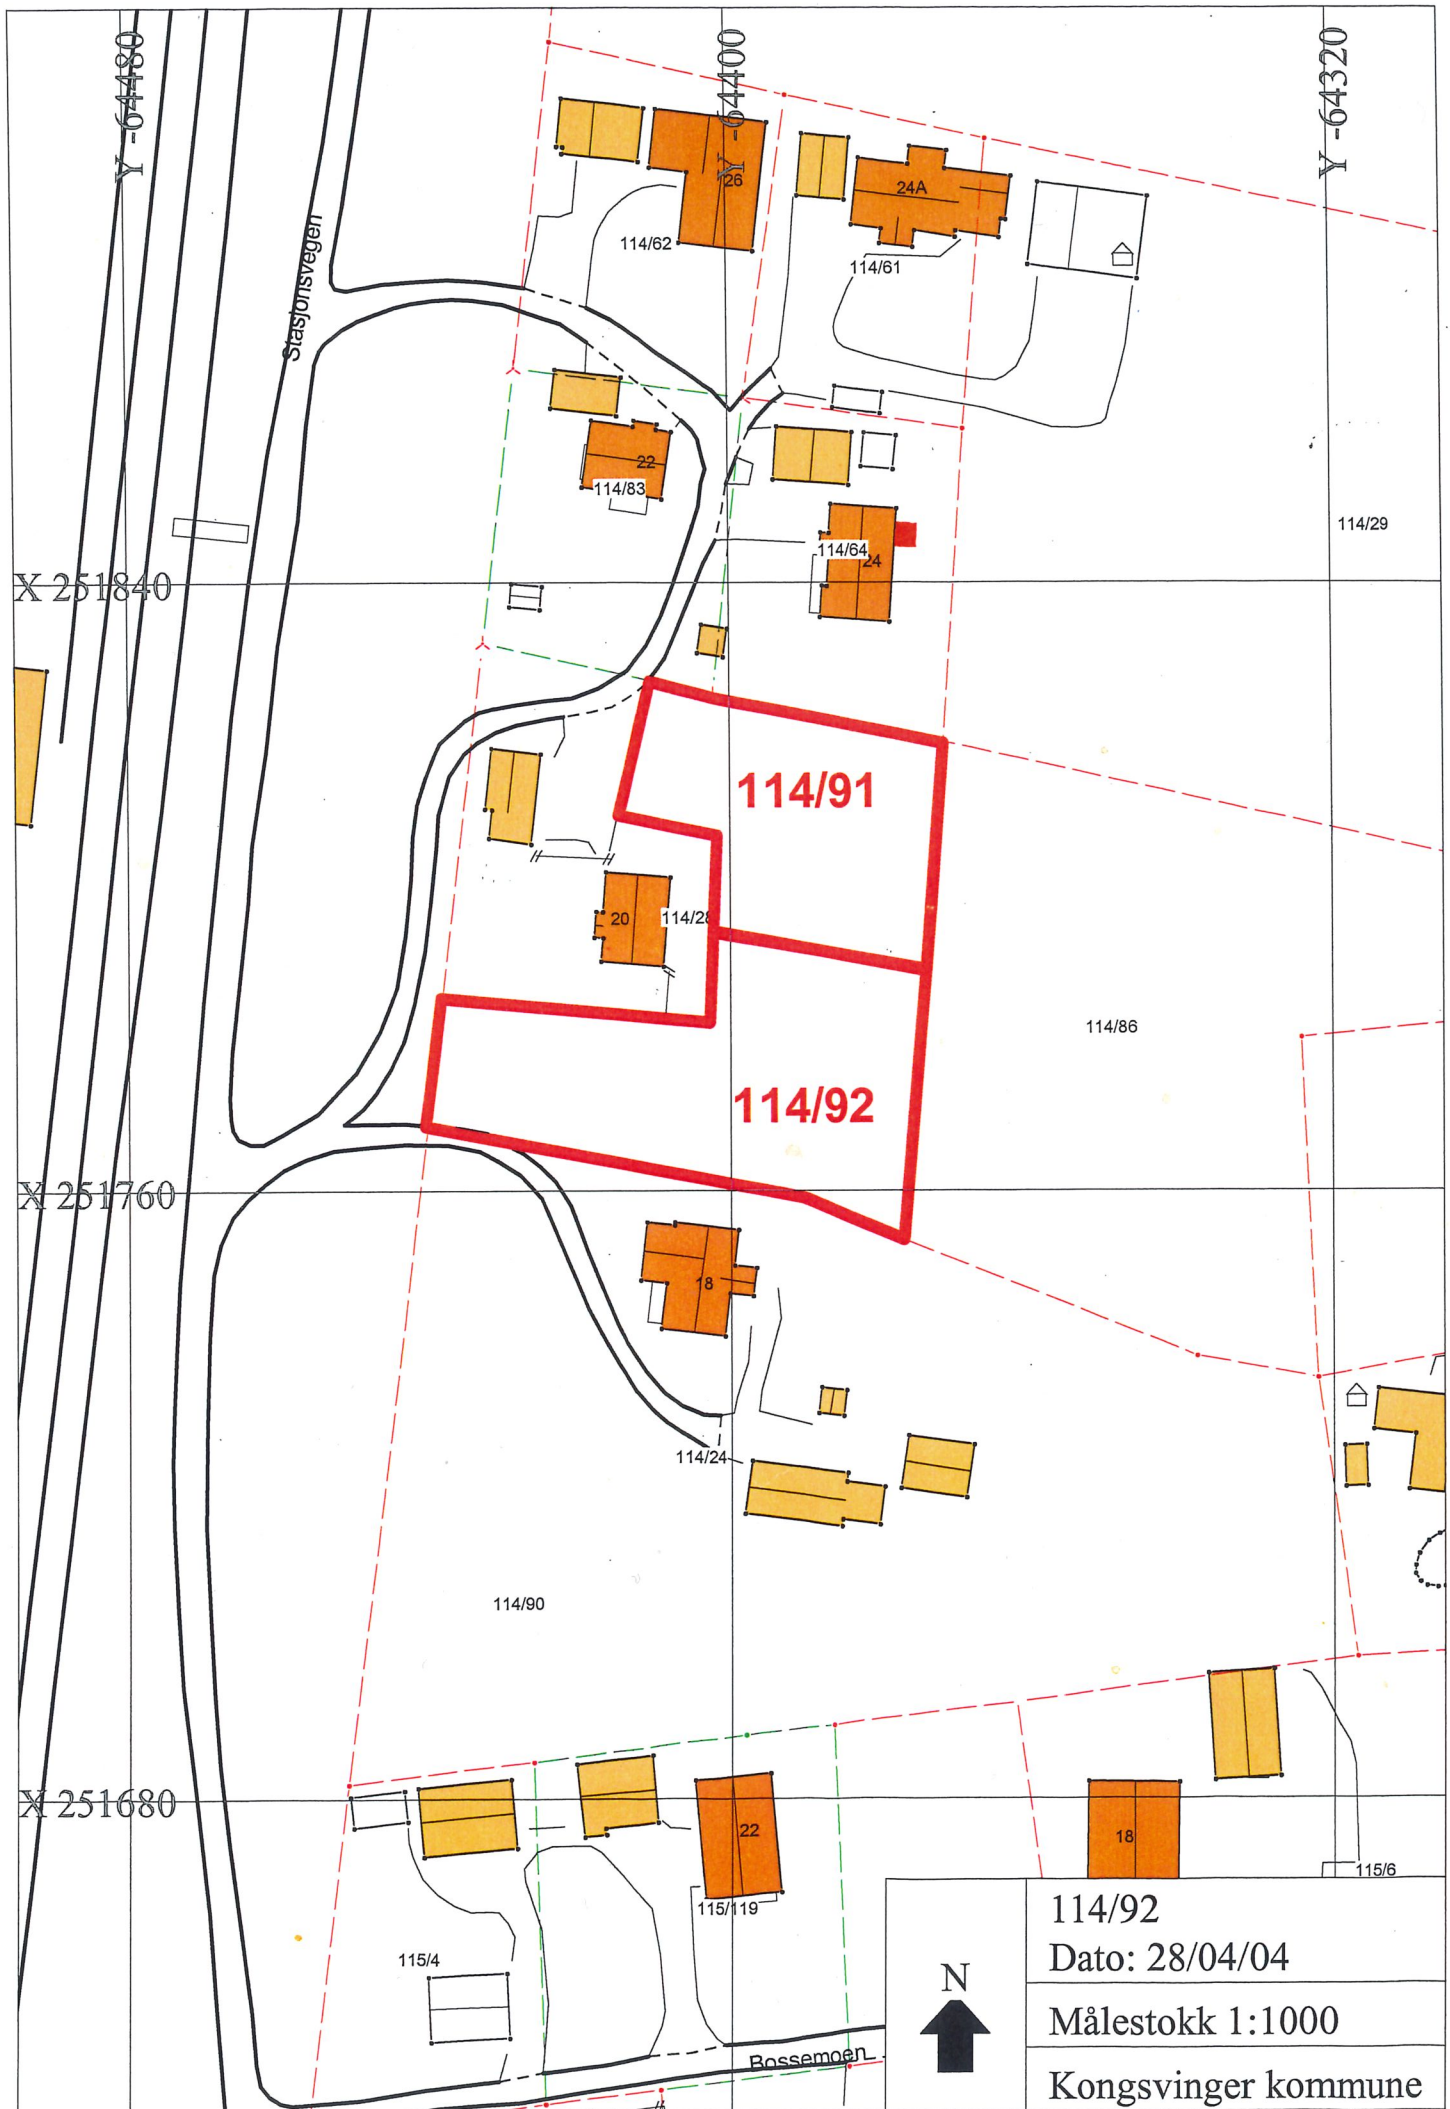 Y -64480
Y -64400
Y -64320
26
24A
114/62
114/61
Stasjonsvegen
22
114/83
114/29
114/64
24
X 251840
114/91
20
114/28
114/86
114/92
X 251760
18
114/24
114/90
X 251680
22
18
115/6
115/119
115/4
Bossemoen
N
114/92
Dato: 28/04/04
Målestokk 1:1000
Kongsvinger kommune